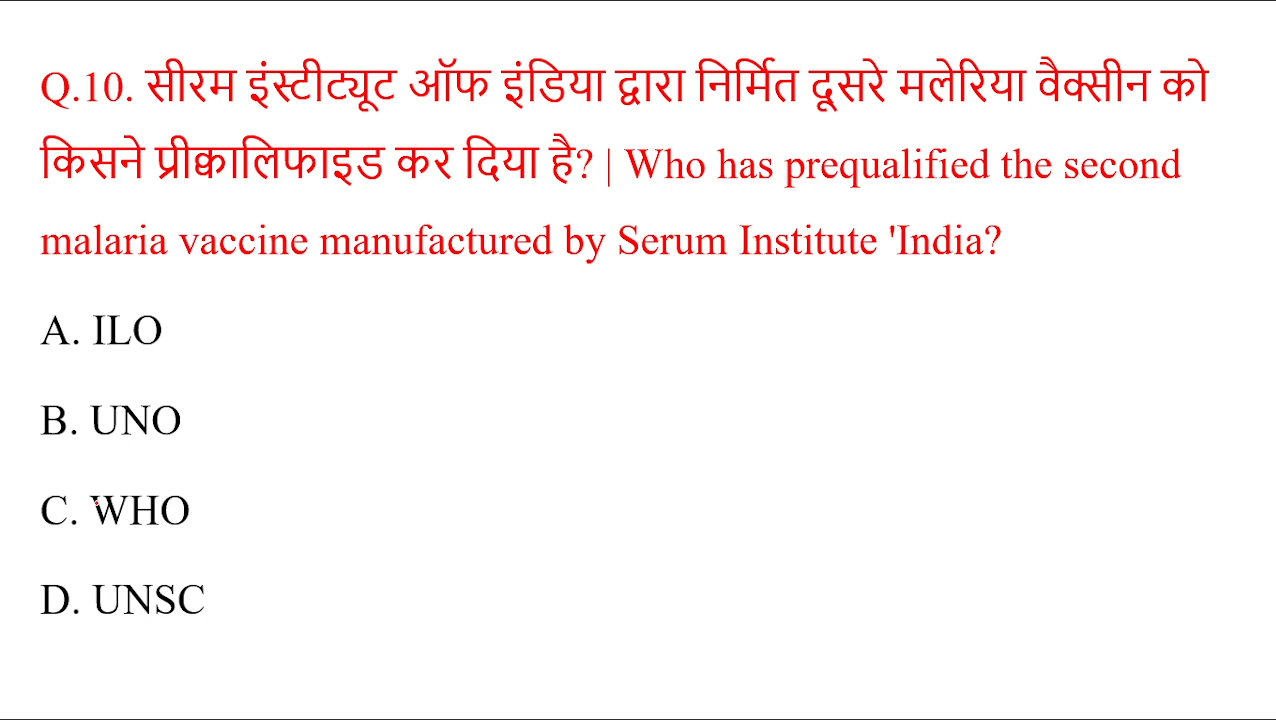 Q.10. सीरम इंस्टीट्यूट ऑफ इंडिया द्वारा निर्मित दूसरे मलेरिया वैक्सीन को
किसने प्रीक्वालिफाइड कर दिया है? | Who has prequalified the second
malaria vaccine manufactured by Serum Institute 'India?
A. ILO
B. UNO
C. WHO
D. UNSC